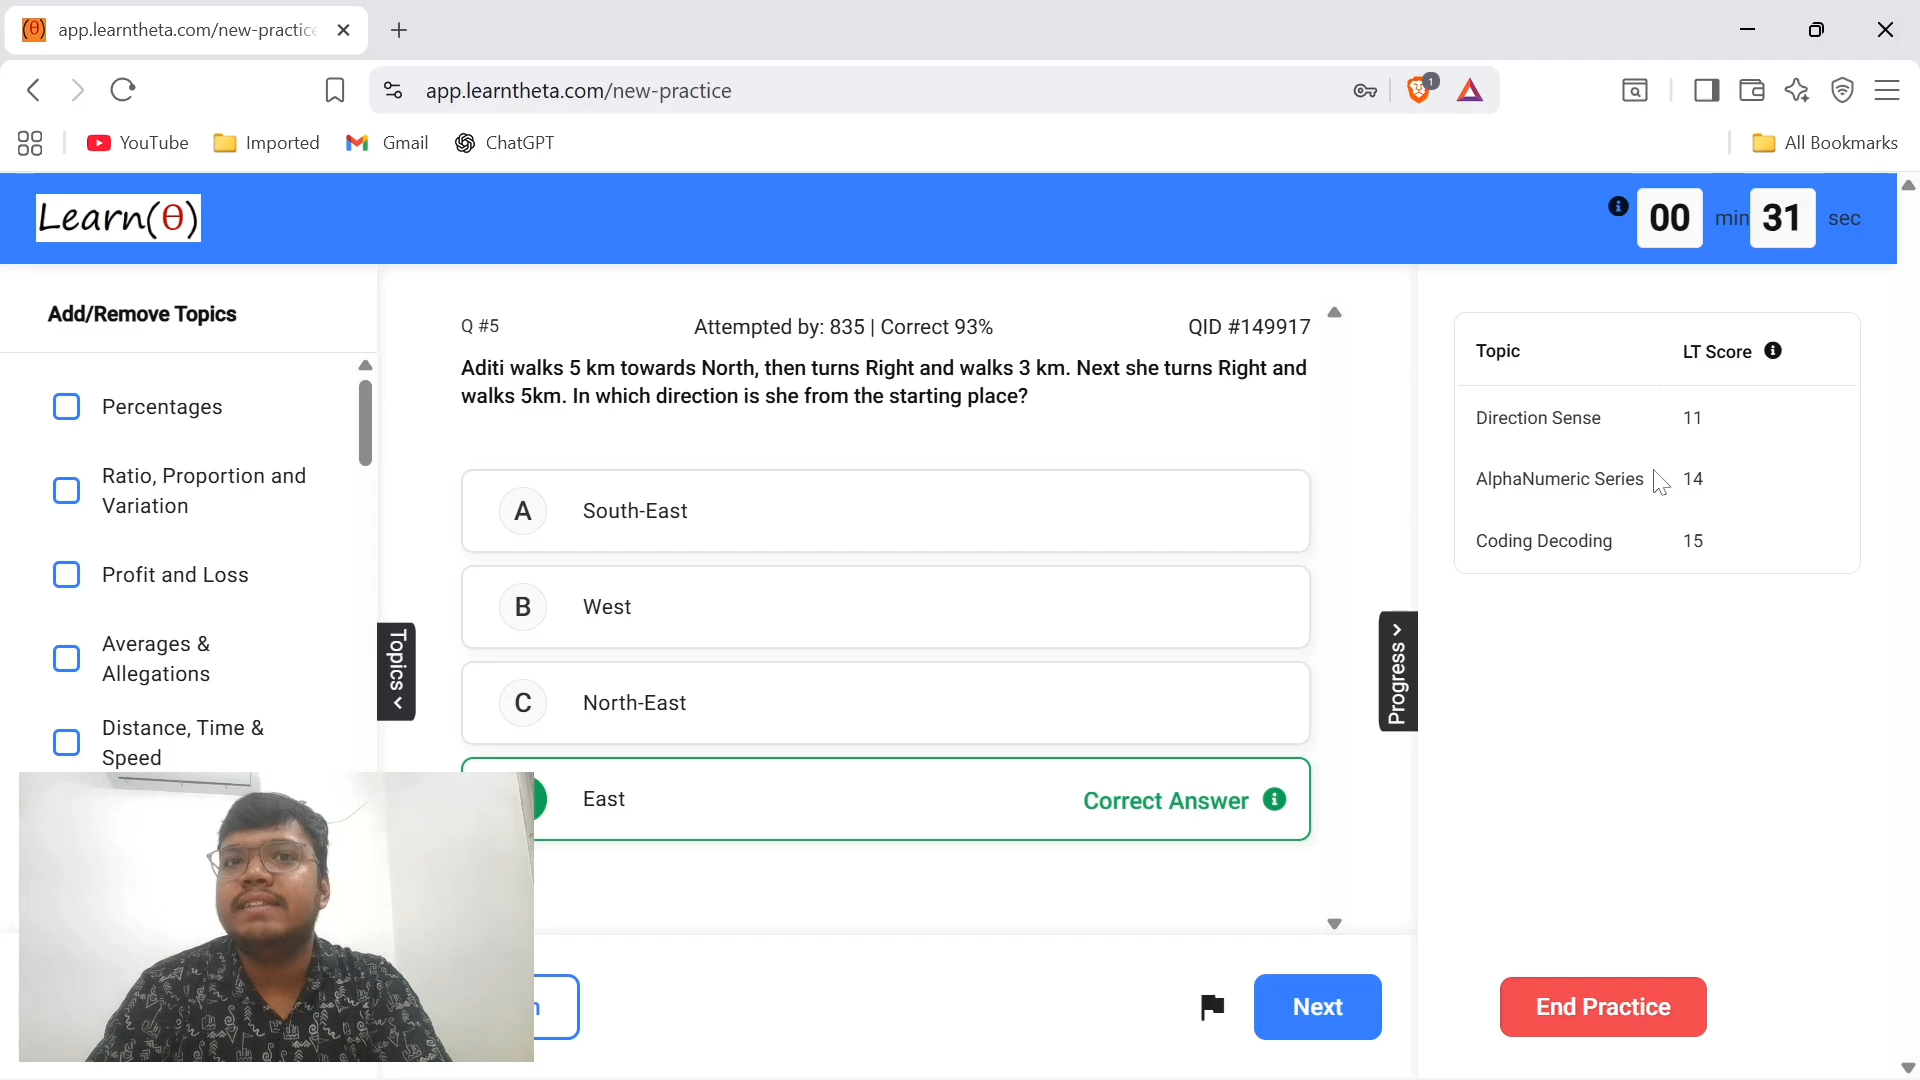 (θ) app.learntheta.com/new-practice
app.learntheta.com/new-practice
1
YouTube
Imported
Gmail
ChatGPT
All Bookmarks
Learn(θ)
00 min 31 sec
Add/Remove Topics
Percentages
Ratio, Proportion and
Variation
Profit and Loss
Averages &
Allegations
Distance, Time &
Speed
Topics
Q #5
Attempted by: 835 | Correct 93%
QID #149917
Aditi walks 5 km towards North, then turns Right and walks 3 km. Next she turns Right and
walks 5km. In which direction is she from the starting place?
A South-East
B West
C North-East
East Correct Answer
Next
Progress
Topic LT Score
Direction Sense 11
AlphaNumeric Series 14
Coding Decoding 15
End Practice